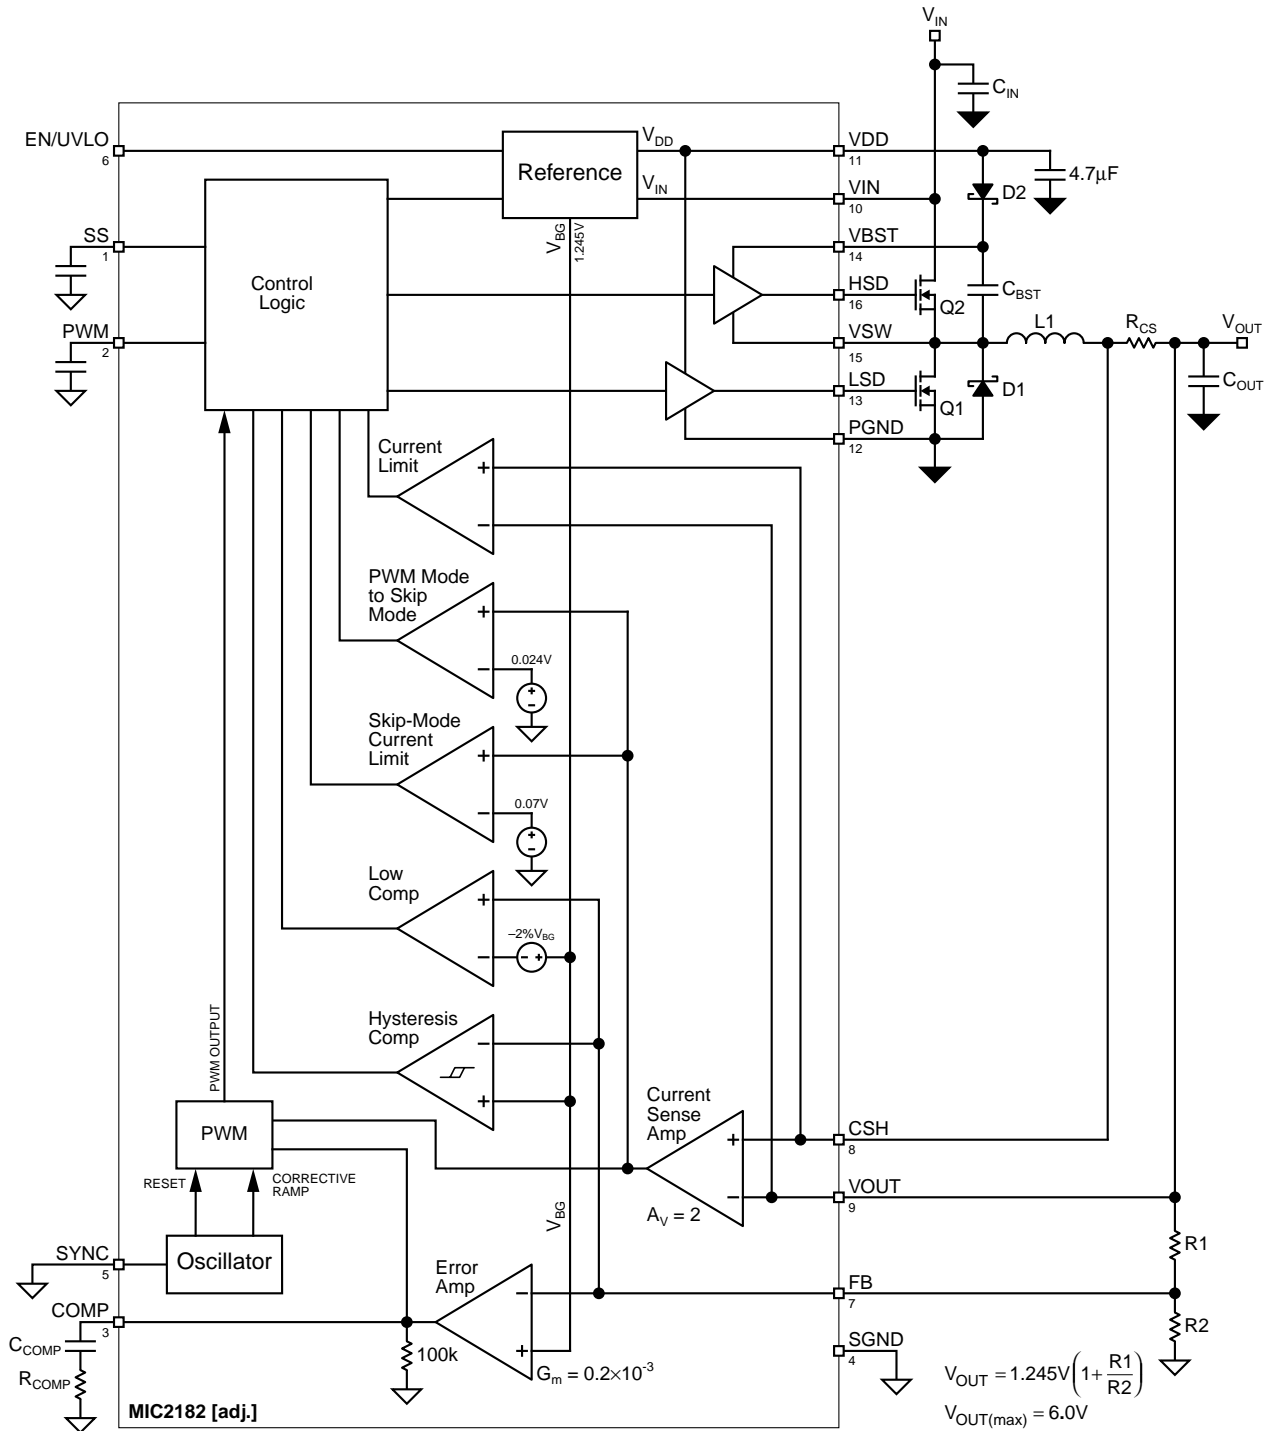 V_IN
C_IN
EN/UVLO
6
Reference
V_DD
V_IN
V_BG
1.245V
VDD
11
4.7µF
D2
VIN
10
SS
1
Control
Logic
VBST
14
C_BST
HSD
16
Q2
PWM
2
VSW
15
L1
R_CS
V_OUT
C_OUT
LSD
13
Q1
D1
PGND
12
Current
Limit
+
−
PWM Mode
to Skip
Mode
+
−
0.024V
+
−
Skip-Mode
Current
Limit
+
−
0.07V
+
−
Low
Comp
+
−
–2%V_BG
− +
Hysteresis
Comp
−
+
PWM OUTPUT
PWM
RESET
CORRECTIVE
RAMP
Current
Sense
Amp
+
−
A_V = 2
CSH
8
VOUT
9
V_BG
R1
SYNC
5
Oscillator
Error
Amp
−
+
FB
7
COMP
3
100k
G_m = 0.2×10^-3
R2
SGND
4
C_COMP
R_COMP
V_OUT = 1.245V(1+R1/R2)
V_OUT(max) = 6.0V
MIC2182 [adj.]